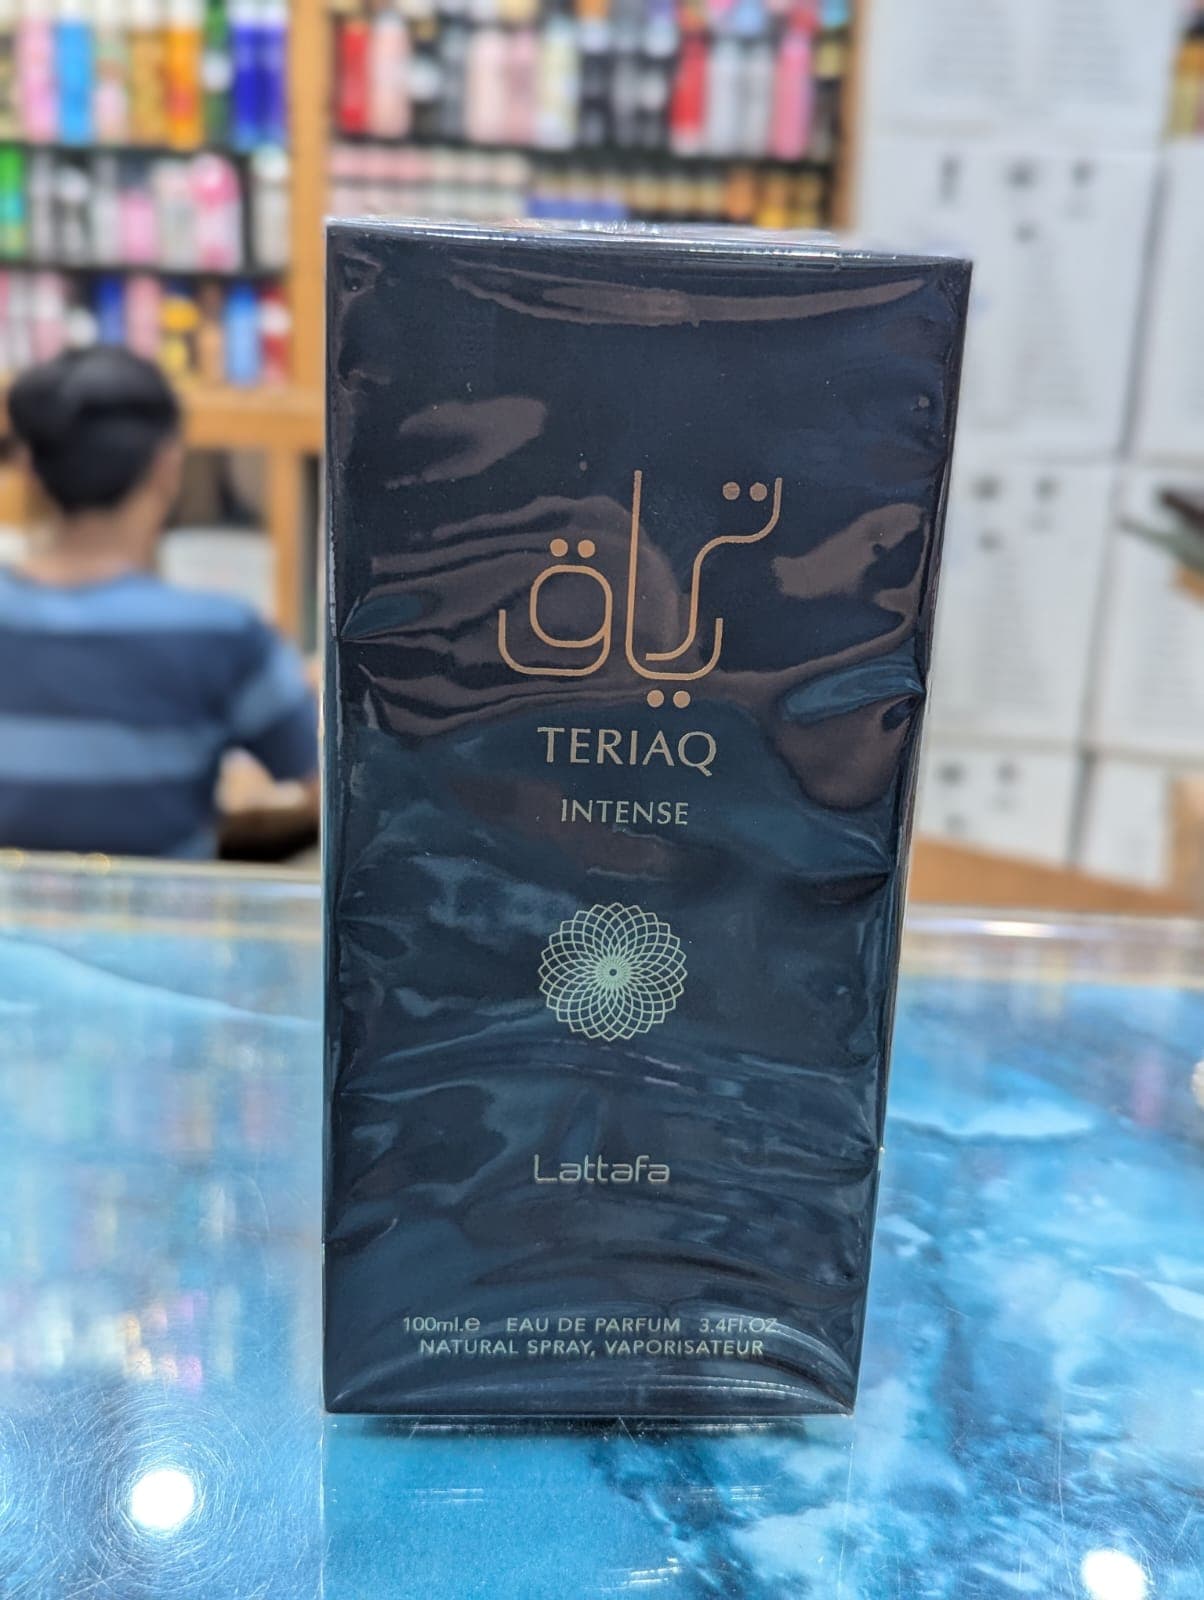 ترياق
TERIAQ
INTENSE
Lattafa
100ml.e EAU DE PARFUM 3.4Fl.OZ.
NATURAL SPRAY, VAPORISATEUR